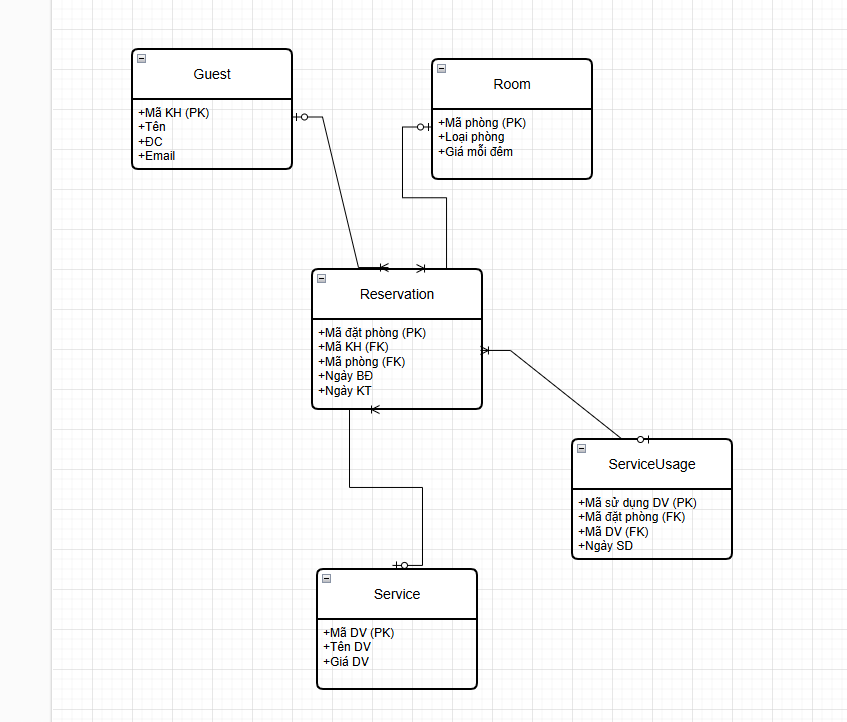 Guest
+Mã KH (PK)
+Tên
+ĐC
+Email
Room
+Mã phòng (PK)
+Loại phòng
+Giá mỗi đêm
Reservation
+Mã đặt phòng (PK)
+Mã KH (FK)
+Mã phòng (FK)
+Ngày BĐ
+Ngày KT
ServiceUsage
+Mã sử dụng DV (PK)
+Mã đặt phòng (FK)
+Mã DV (FK)
+Ngày SD
Service
+Mã DV (PK)
+Tên DV
+Giá DV